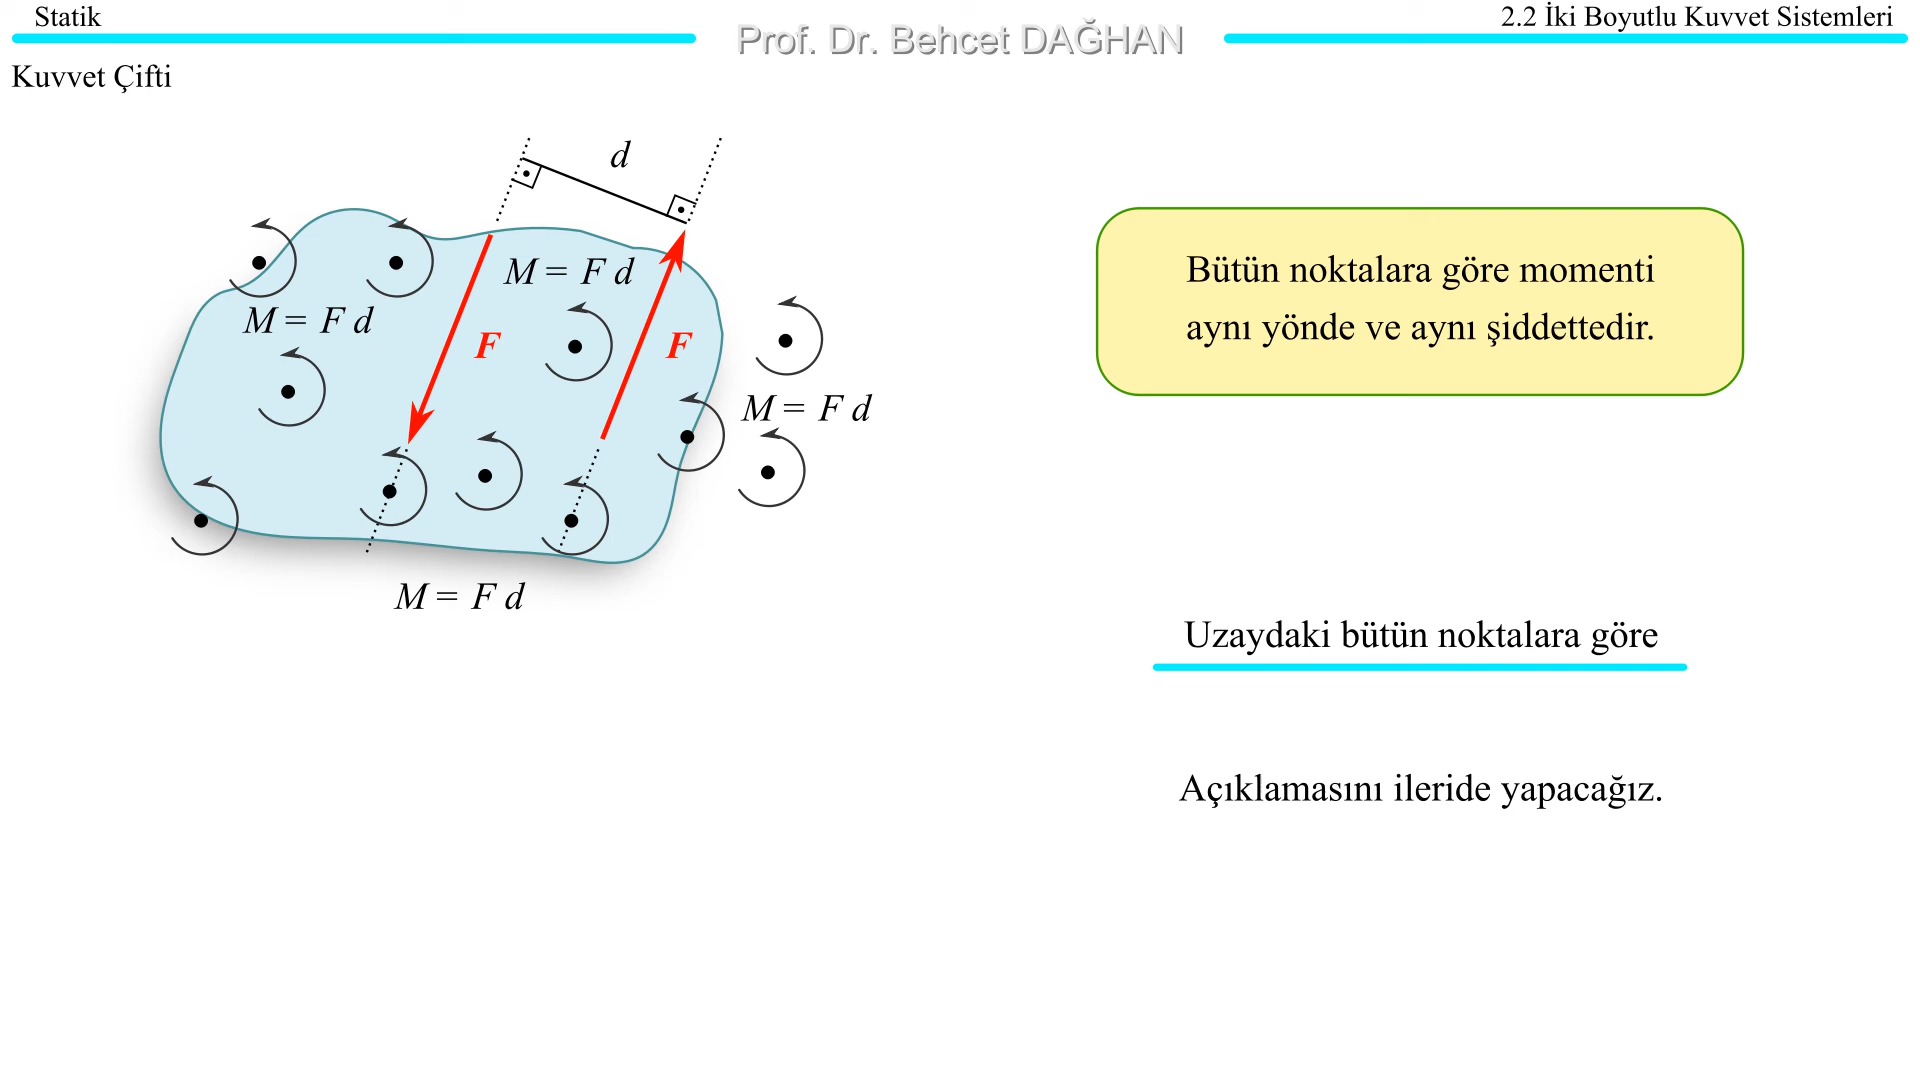 Statik
Prof. Dr. Behcet DAĞHAN
2.2 İki Boyutlu Kuvvet Sistemleri
Kuvvet Çifti
d
M = F d
M = F d
F
F
M = F d
M = F d
Bütün noktalara göre momenti
aynı yönde ve aynı şiddettedir.
Uzaydaki bütün noktalara göre
Açıklamasını ileride yapacağız.